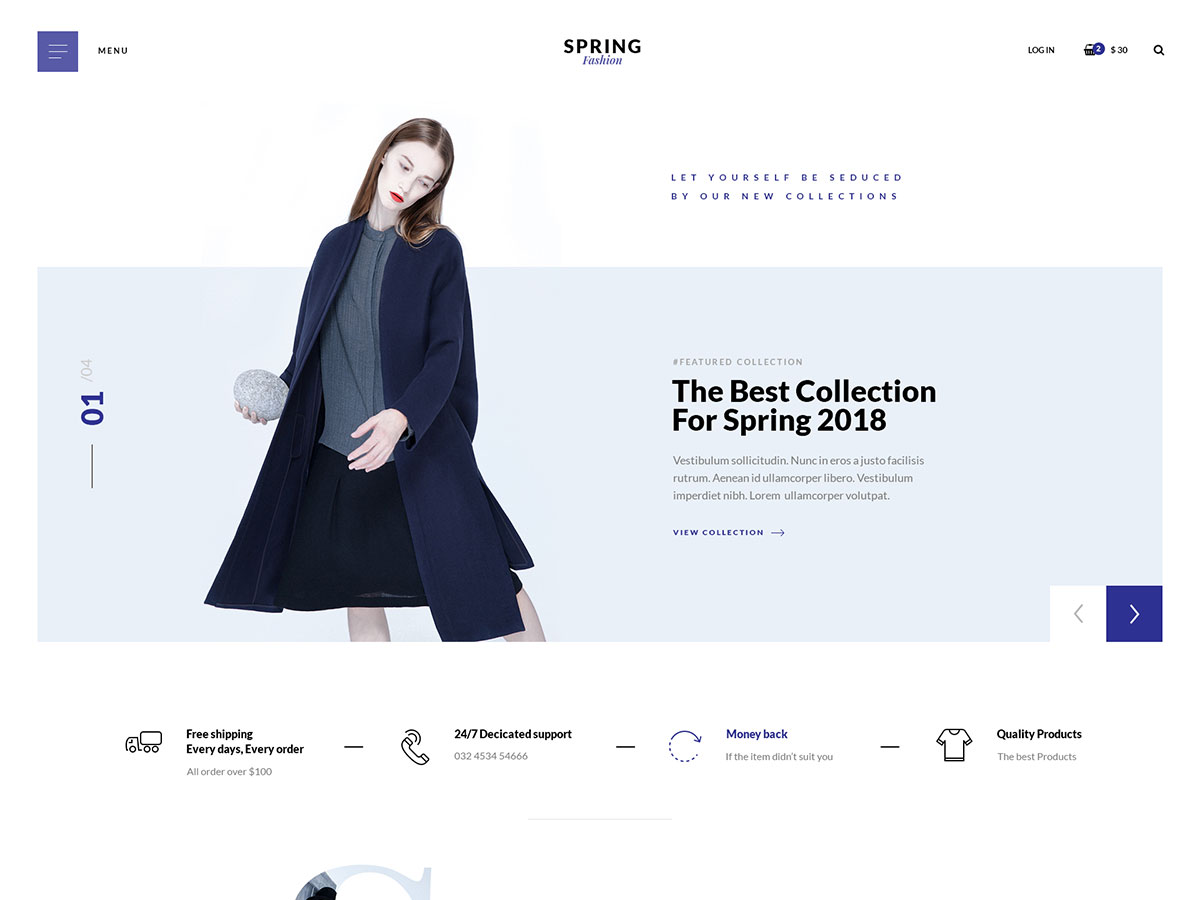 MENU
SPRING
Fashion
LOG IN
2
$ 30
LET YOURSELF BE SEDUCED
BY OUR NEW COLLECTIONS
01 /04
#FEATURED COLLECTION
The Best Collection
For Spring 2018
Vestibulum sollicitudin. Nunc in eros a justo facilisis
rutrum. Aenean id ullamcorper libero. Vestibulum
imperdiet nibh. Lorem ullamcorper volutpat.
VIEW COLLECTION
Free shipping
Every days, Every order
All order over $100
24/7 Decicated support
032 4534 54666
Money back
If the item didn't suit you
Quality Products
The best Products